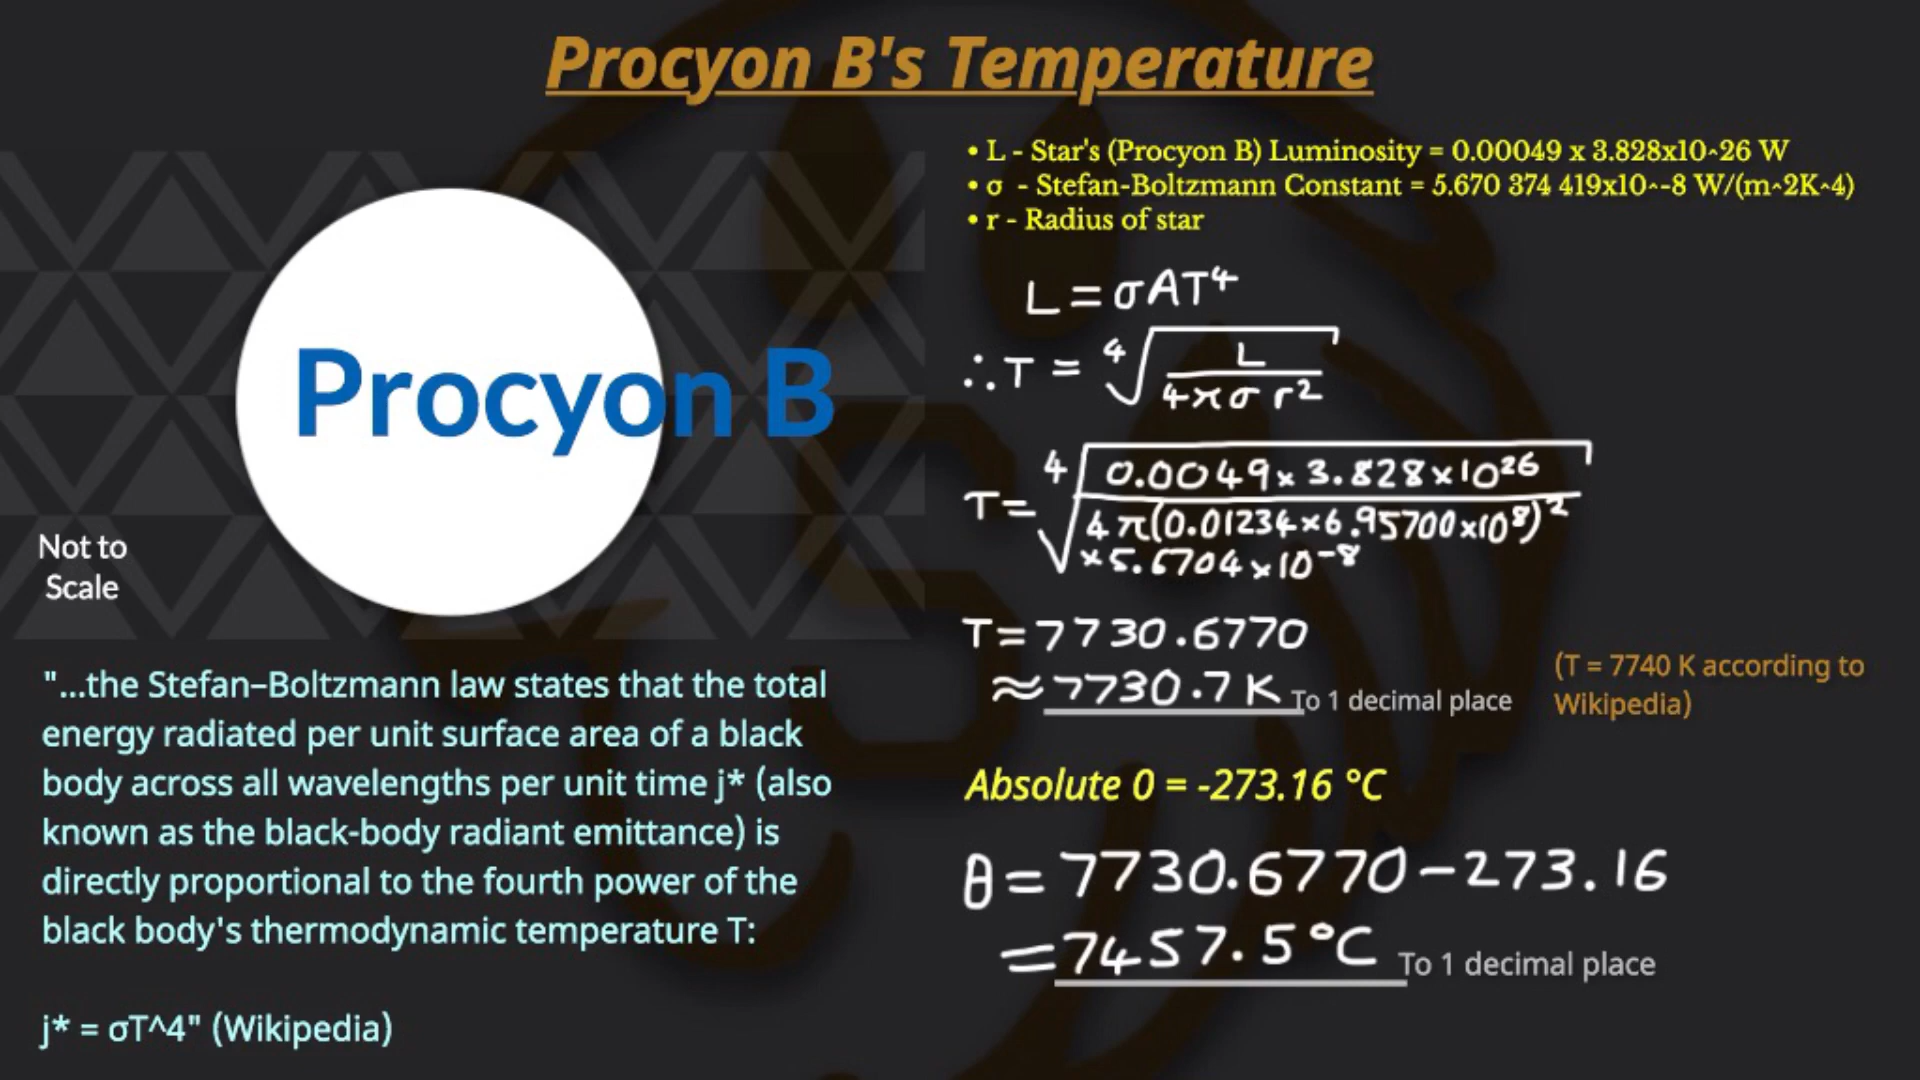 Procyon B's Temperature
• L - Star's (Procyon B) Luminosity = 0.00049 x 3.828x10^26 W
• σ - Stefan-Boltzmann Constant = 5.670 374 419x10^-8 W/(m^2K^4)
• r - Radius of star
Procyon B
Not to
Scale
"...the Stefan–Boltzmann law states that the total
energy radiated per unit surface area of a black
body across all wavelengths per unit time j* (also
known as the black-body radiant emittance) is
directly proportional to the fourth power of the
black body's thermodynamic temperature T:
j* = σT^4" (Wikipedia)
L = σAT⁴
∴ T = ⁴√(L / 4πσ r²)
T = ⁴√(0.0049 × 3.828 × 10²⁶ / 4π(0.01234 × 6.95700 × 10⁸)²
× 5.6704 × 10⁻⁸)
T = 7730.6770
≈ 7730.7 K To 1 decimal place
(T = 7740 K according to
Wikipedia)
Absolute 0 = -273.16 °C
θ = 7730.6770 − 273.16
= 7457.5 °C To 1 decimal place